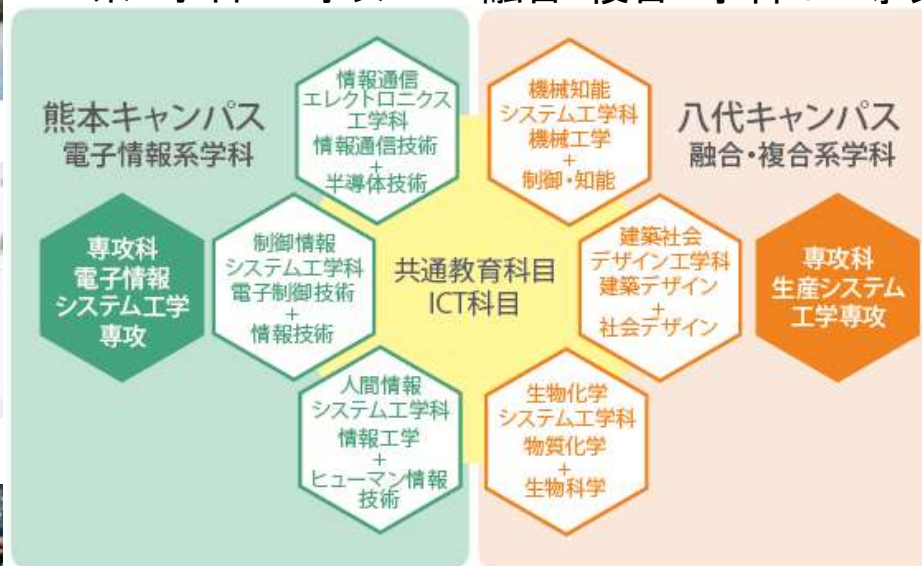 融合・複合
熊本キャンパス
電子情報系学科
八代キャンパス
融合・複合系学科
情報通信
エレクトロニクス
工学科
情報通信技術
+
半導体技術
機械知能
システム工学科
機械工学
+
制御・知能
専攻科
電子情報
システム工学
専攻
制御情報
システム工学科
電子制御技術
+
情報技術
共通教育科目
ICT科目
建築社会
デザイン工学科
建築デザイン
+
社会デザイン
専攻科
生産システム
工学専攻
人間情報
システム工学科
情報工学
+
ヒューマン情報
技術
生物化学
システム工学科
物質化学
+
生物科学